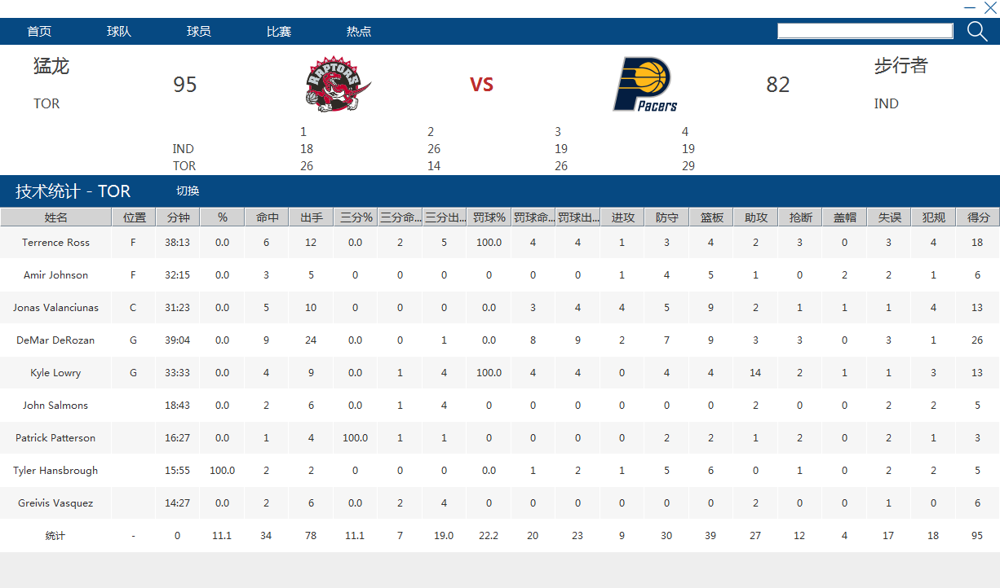 首页 球队 球员 比赛 热点
猛龙 步行者
95 RAPTORS VS Pacers 82
TOR IND
1 2 3 4
IND 18 26 19 19
TOR 26 14 26 29
技术统计 - TOR 切换
姓名 位置 分钟 % 命中 出手 三分% 三分命... 三分出... 罚球% 罚球命... 罚球出... 进攻 防守 篮板 助攻 抢断 盖帽 失误 犯规 得分
Terrence Ross F 38:13 0.0 6 12 0.0 2 5 100.0 4 4 1 3 4 2 3 0 3 4 18
Amir Johnson F 32:15 0.0 3 5 0 0 0 0 0 0 1 4 5 1 0 2 2 1 6
Jonas Valanciunas C 31:23 0.0 5 10 0 0 0 0.0 3 4 4 5 9 2 1 1 1 4 13
DeMar DeRozan G 39:04 0.0 9 24 0.0 0 1 0.0 8 9 2 7 9 3 3 0 3 1 26
Kyle Lowry G 33:33 0.0 4 9 0.0 1 4 100.0 4 4 0 4 4 14 2 1 1 3 13
John Salmons 18:43 0.0 2 6 0.0 1 4 0 0 0 0 0 0 2 0 0 2 2 5
Patrick Patterson 16:27 0.0 1 4 100.0 1 1 0 0 0 0 2 2 1 2 0 2 1 3
Tyler Hansbrough 15:55 100.0 2 2 0 0 0 0.0 1 2 1 5 6 0 1 0 2 2 5
Greivis Vasquez 14:27 0.0 2 6 0.0 2 4 0 0 0 0 0 0 2 0 0 1 0 6
统计 - 0 11.1 34 78 11.1 7 19.0 22.2 20 23 9 30 39 27 12 4 17 18 95